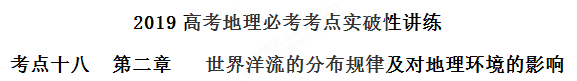 2019 高考地理必考考点实破性讲练
考点十八 第二章 世界洋流的分布规律及对地理环境的影响